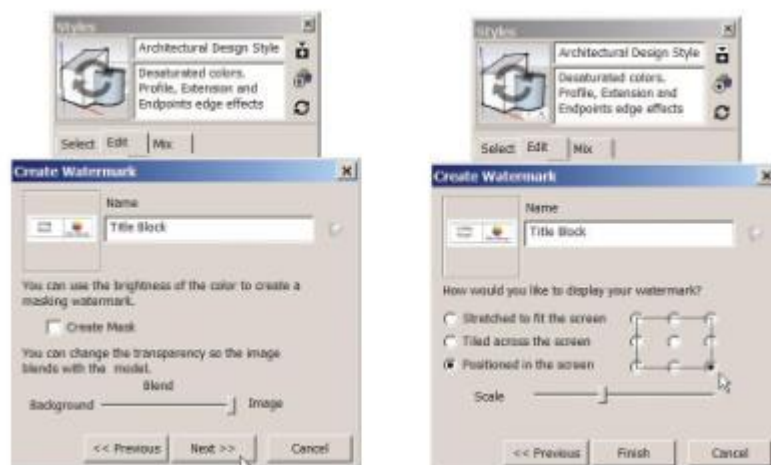 Styles
Architectural Design Style
Desaturated colors.
Profile, Extension and
Endpoints edge effects
Select Edit Mix
Create Watermark
Name
Title Block
You can use the brightness of the color to create a
masking watermark.
Create Mask
You can change the transparency so the image
blends with the model.
Blend
Background Image
<< Previous Next >> Cancel
Styles
Architectural Design Style
Desaturated colors.
Profile, Extension and
Endpoints edge effects
Select Edit Mix
Create Watermark
Name
Title Block
How would you like to display your watermark?
Stretched to fit the screen
Tiled across the screen
Positioned in the screen
Scale
<< Previous Finish Cancel